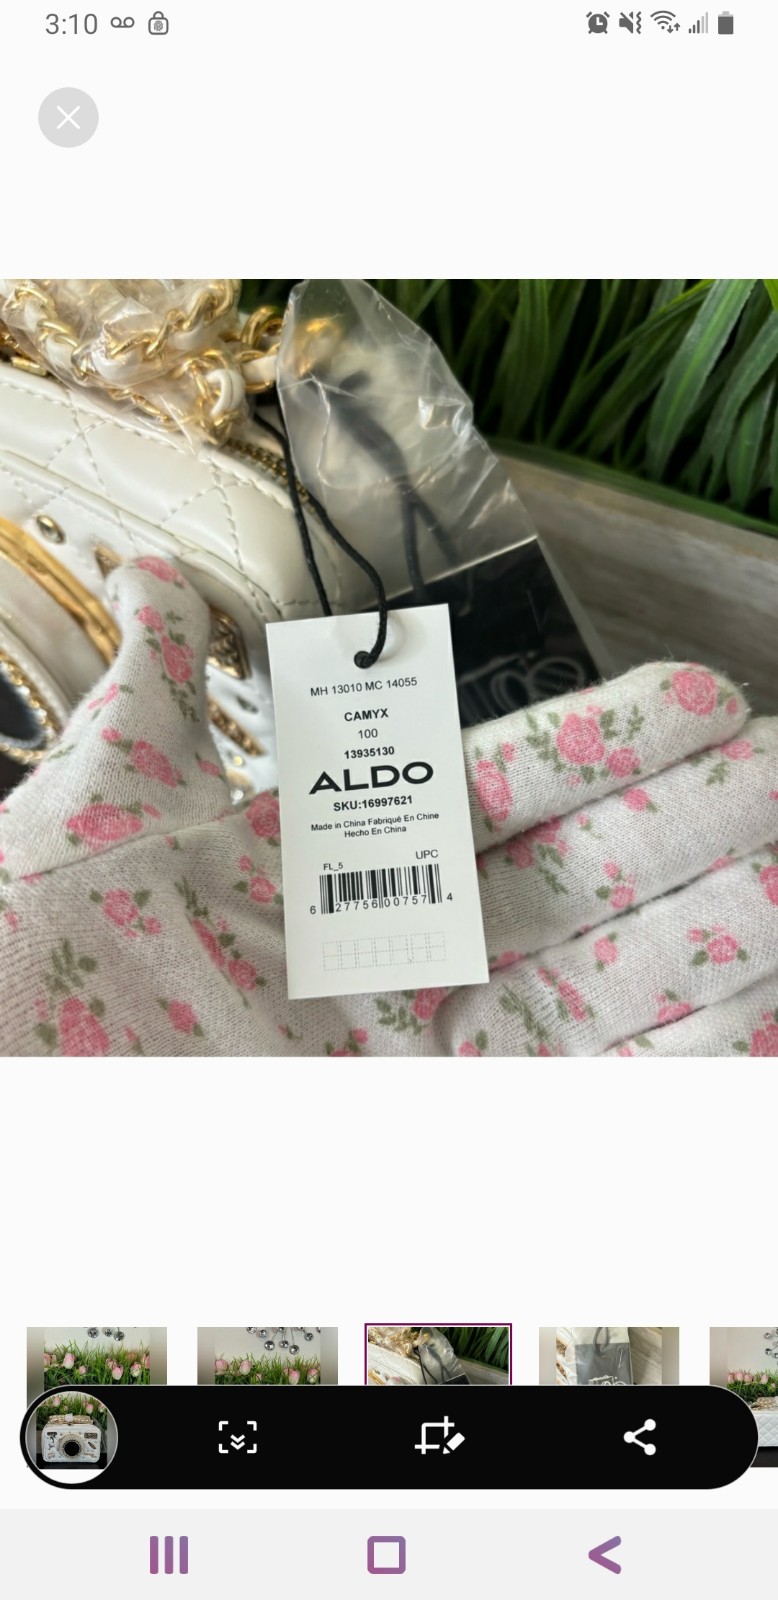 3:10
MH 13010 MC 14055
CAMYX
100
13935130
ALDO
SKU:16997621
Made in China Fabriqué En Chine
Hecho En China
FL_5
UPC
6 27756 00757 4